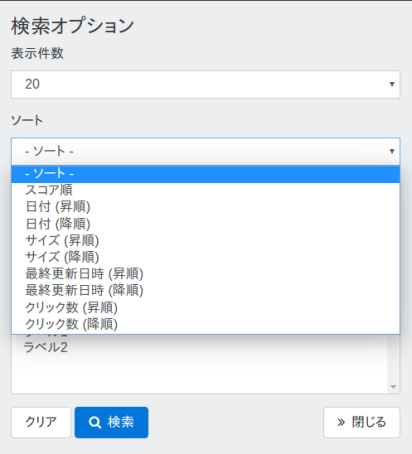 検索オプション
表示件数
20
ソート
- ソート -
- ソート -
スコア順
日付 (昇順)
日付 (降順)
サイズ (昇順)
サイズ (降順)
最終更新日時 (昇順)
最終更新日時 (降順)
クリック数 (昇順)
クリック数 (降順)
ラベル2
クリア
検索
» 閉じる